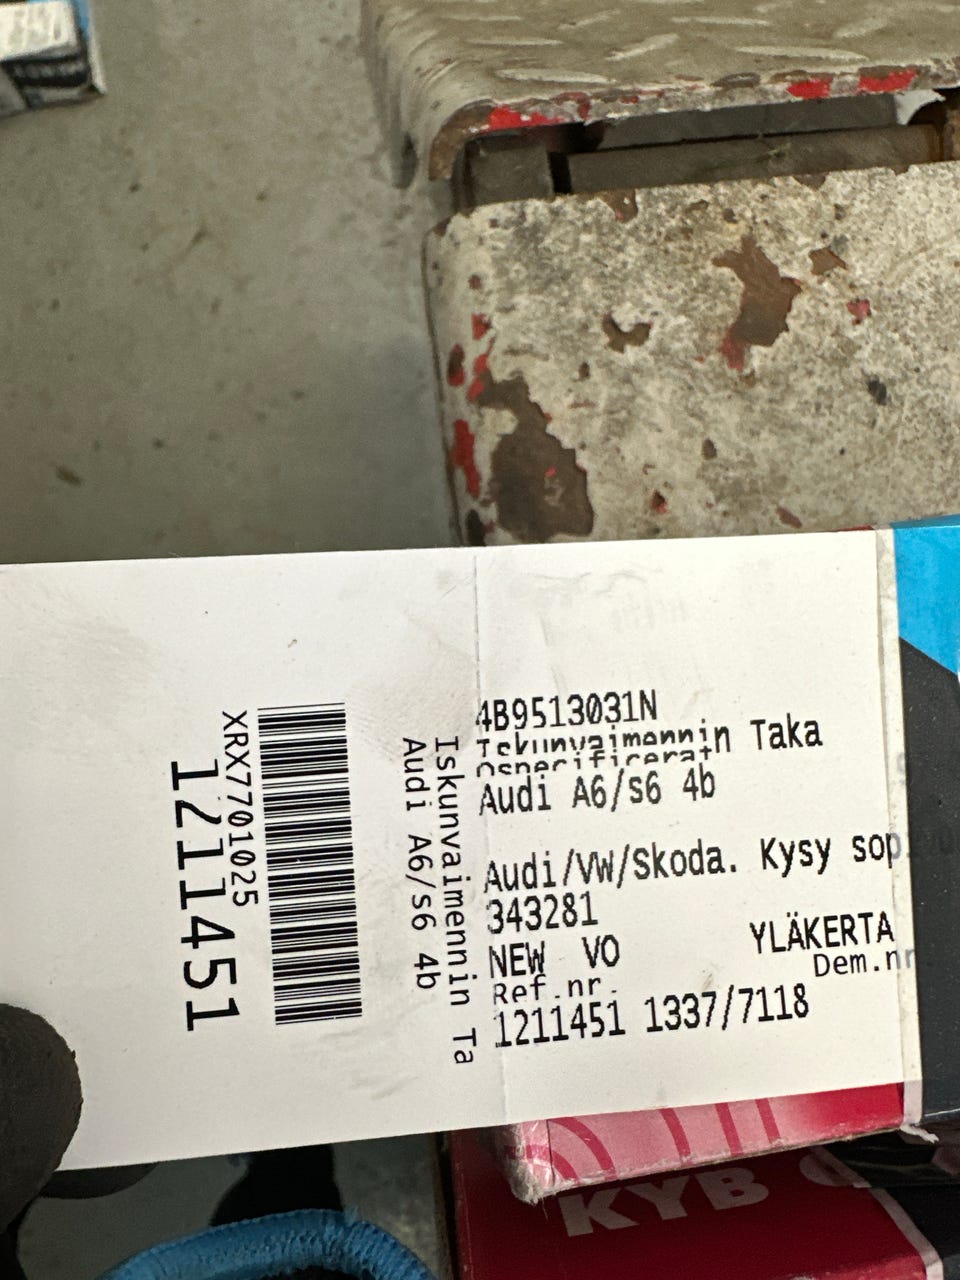 4B9513031N
Iskunvaimennin Taka
Ospecificerat
Audi A6/s6 4b
Audi/VW/Skoda. Kysy sop
343281
NEW VO YLÄKERTA
Ref.nr. Dem.nr
1211451 1337/7118
Iskunvaimennin Ta
Audi A6/s6 4b
XRX7701025
1211451
KYB